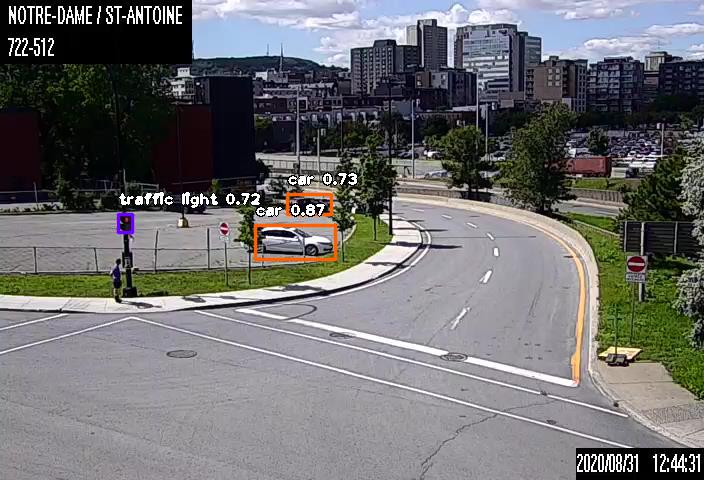 NOTRE-DAME / ST-ANTOINE
722-512
car 0.73
traffic light 0.72
car 0.87
2020/08/31 12:44:31